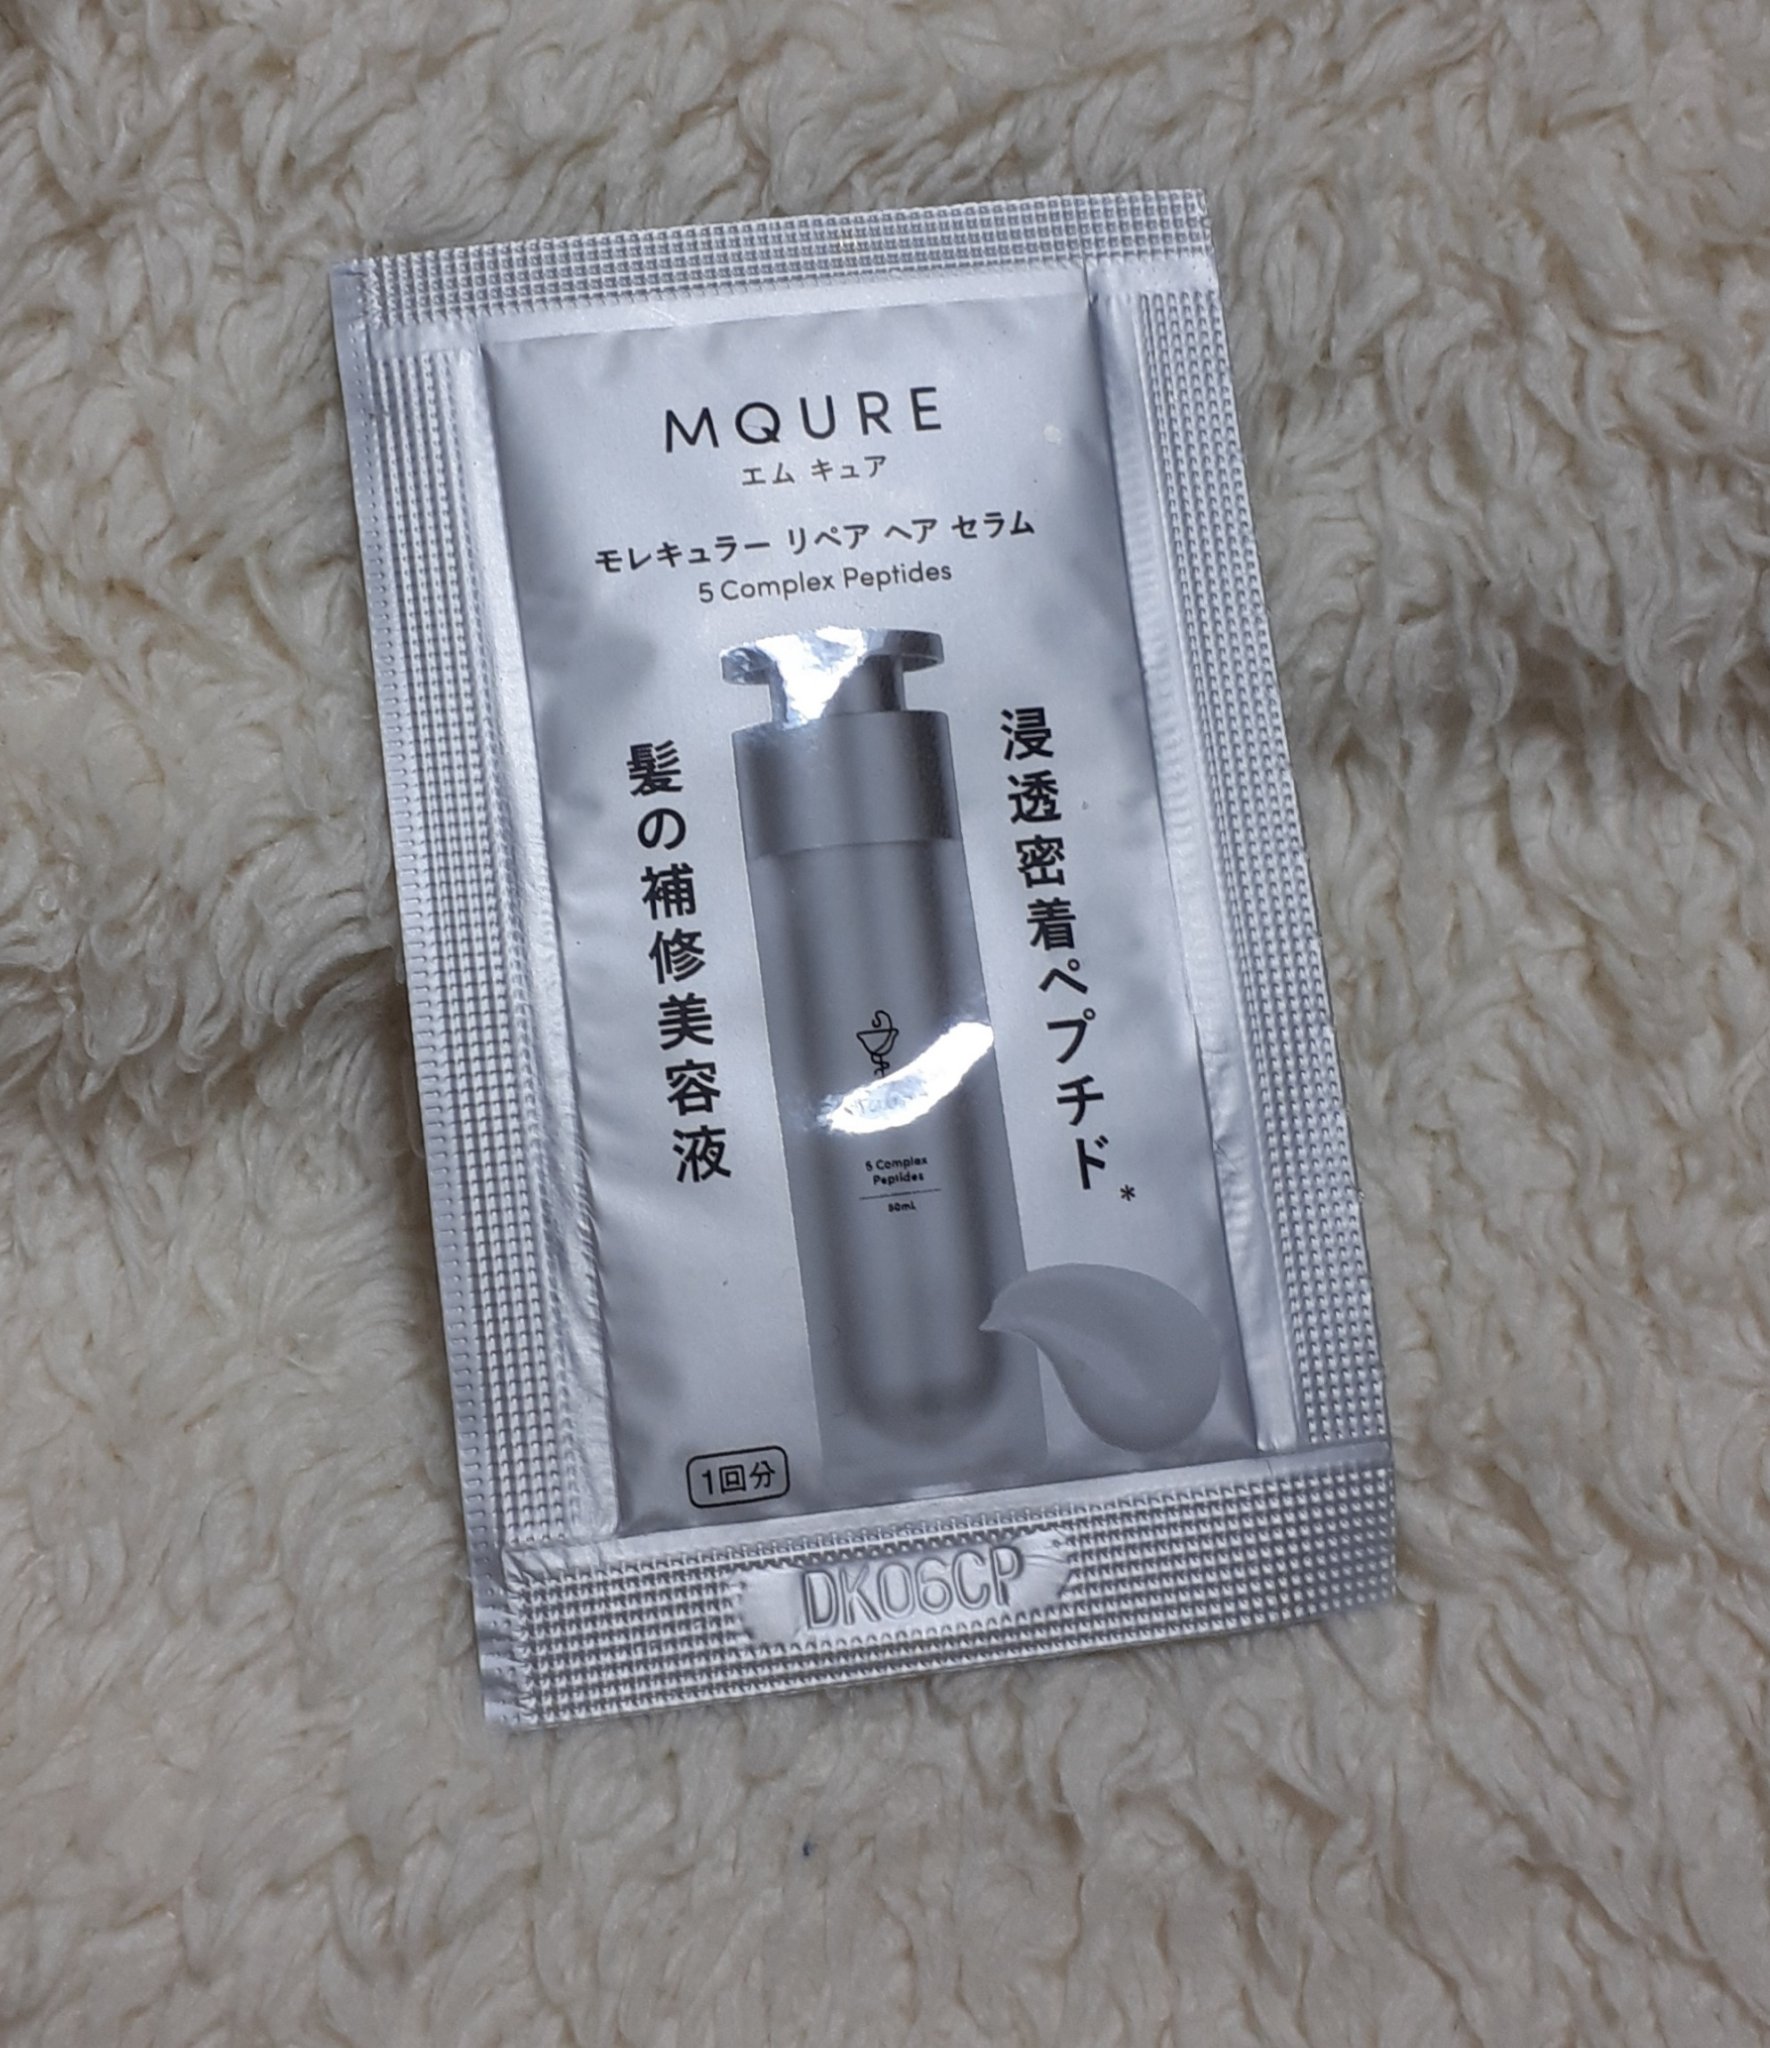 MQURE
エム キュア
モレキュラー リペア ヘア セラム
5 Complex Peptides
浸透密着ペプチド*
髪の補修美容液
5 Complex
Peptides
1回分
DK06CP